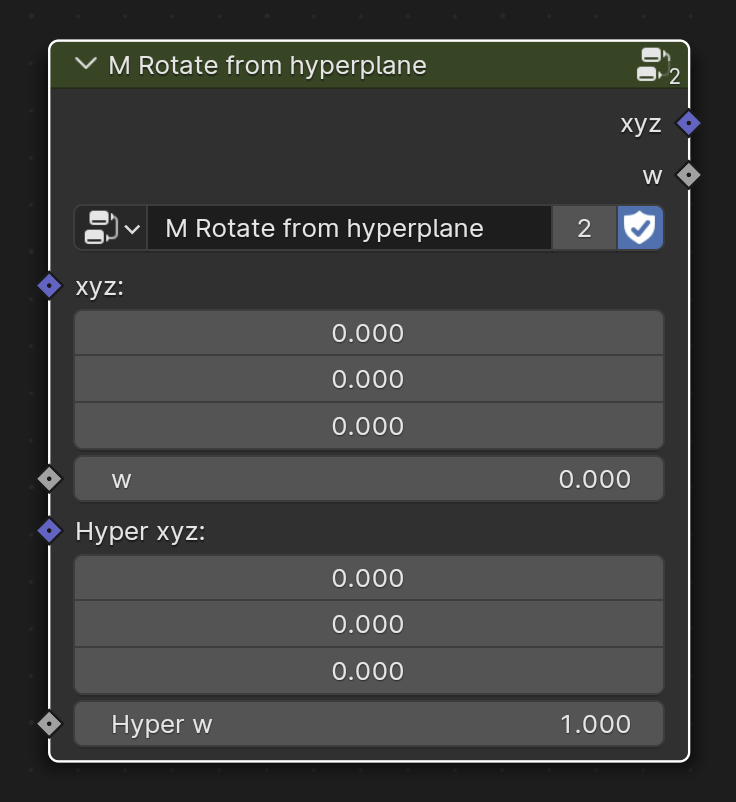 M Rotate from hyperplane 2
xyz
w
M Rotate from hyperplane 2
xyz:
0.000
0.000
0.000
w 0.000
Hyper xyz:
0.000
0.000
0.000
Hyper w 1.000